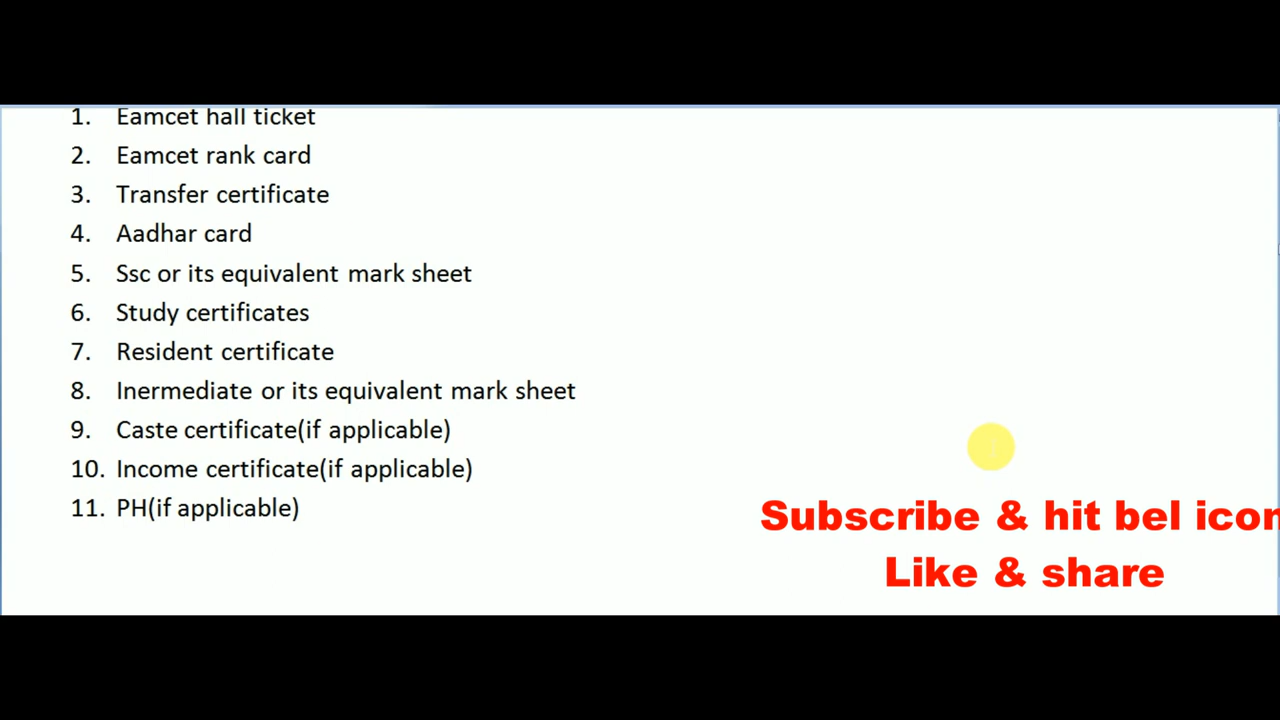 1. Eamcet hall ticket
2. Eamcet rank card
3. Transfer certificate
4. Aadhar card
5. Ssc or its equivalent mark sheet
6. Study certificates
7. Resident certificate
8. Inermediate or its equivalent mark sheet
9. Caste certificate(if applicable)
10. Income certificate(if applicable)
11. PH(if applicable)
Subscribe & hit bel icon
Like & share